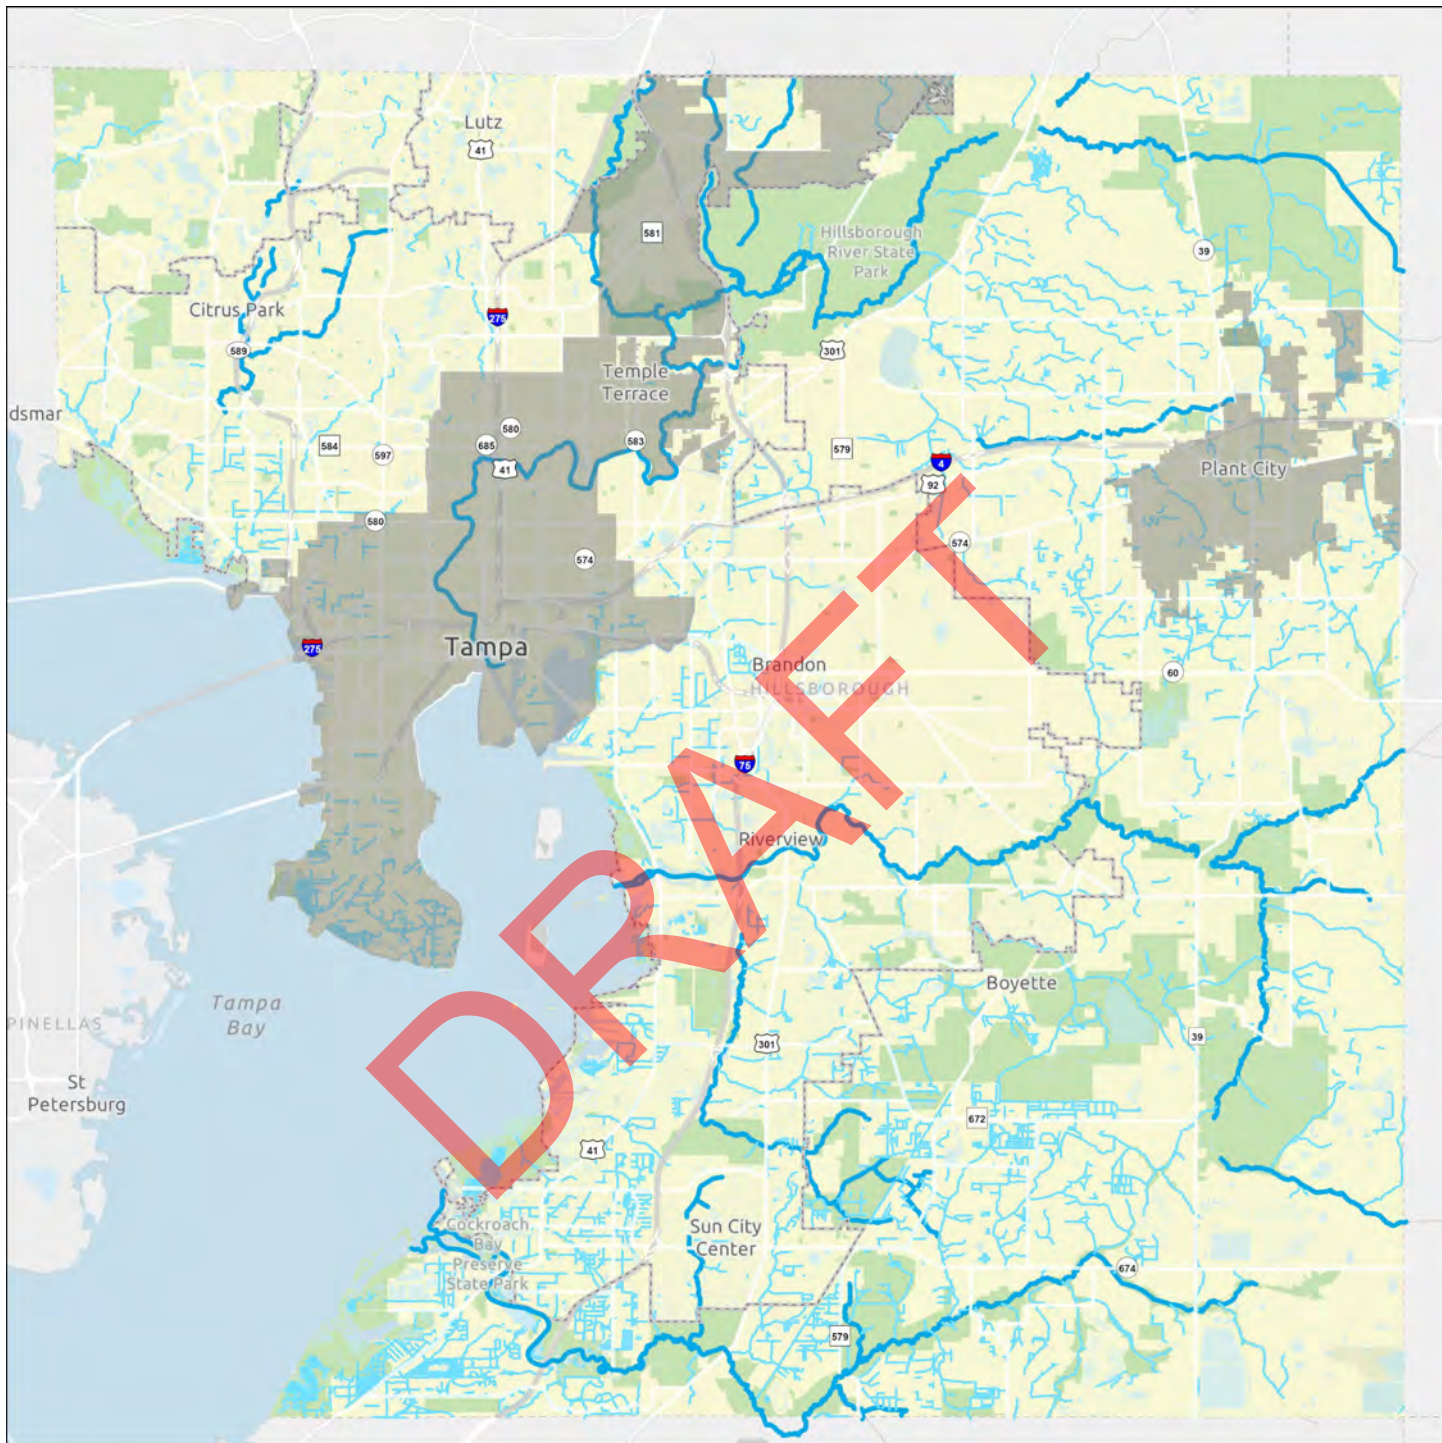 Lutz
41
581
Hillsborough
River State
Park
39
Citrus Park
275
589
301
Temple
Terrace
dsmar
584
597
685
580
41
583
579
4
92
Plant City
580
574
574
275
Tampa
Brandon
HILLSBOROUGH
60
75
Riverview
Tampa
Bay
PINELLAS
Boyette
301
39
St
Petersburg
672
41
Cockroach
Bay
Preserve
State Park
Sun City
Center
674
579
DRAFT